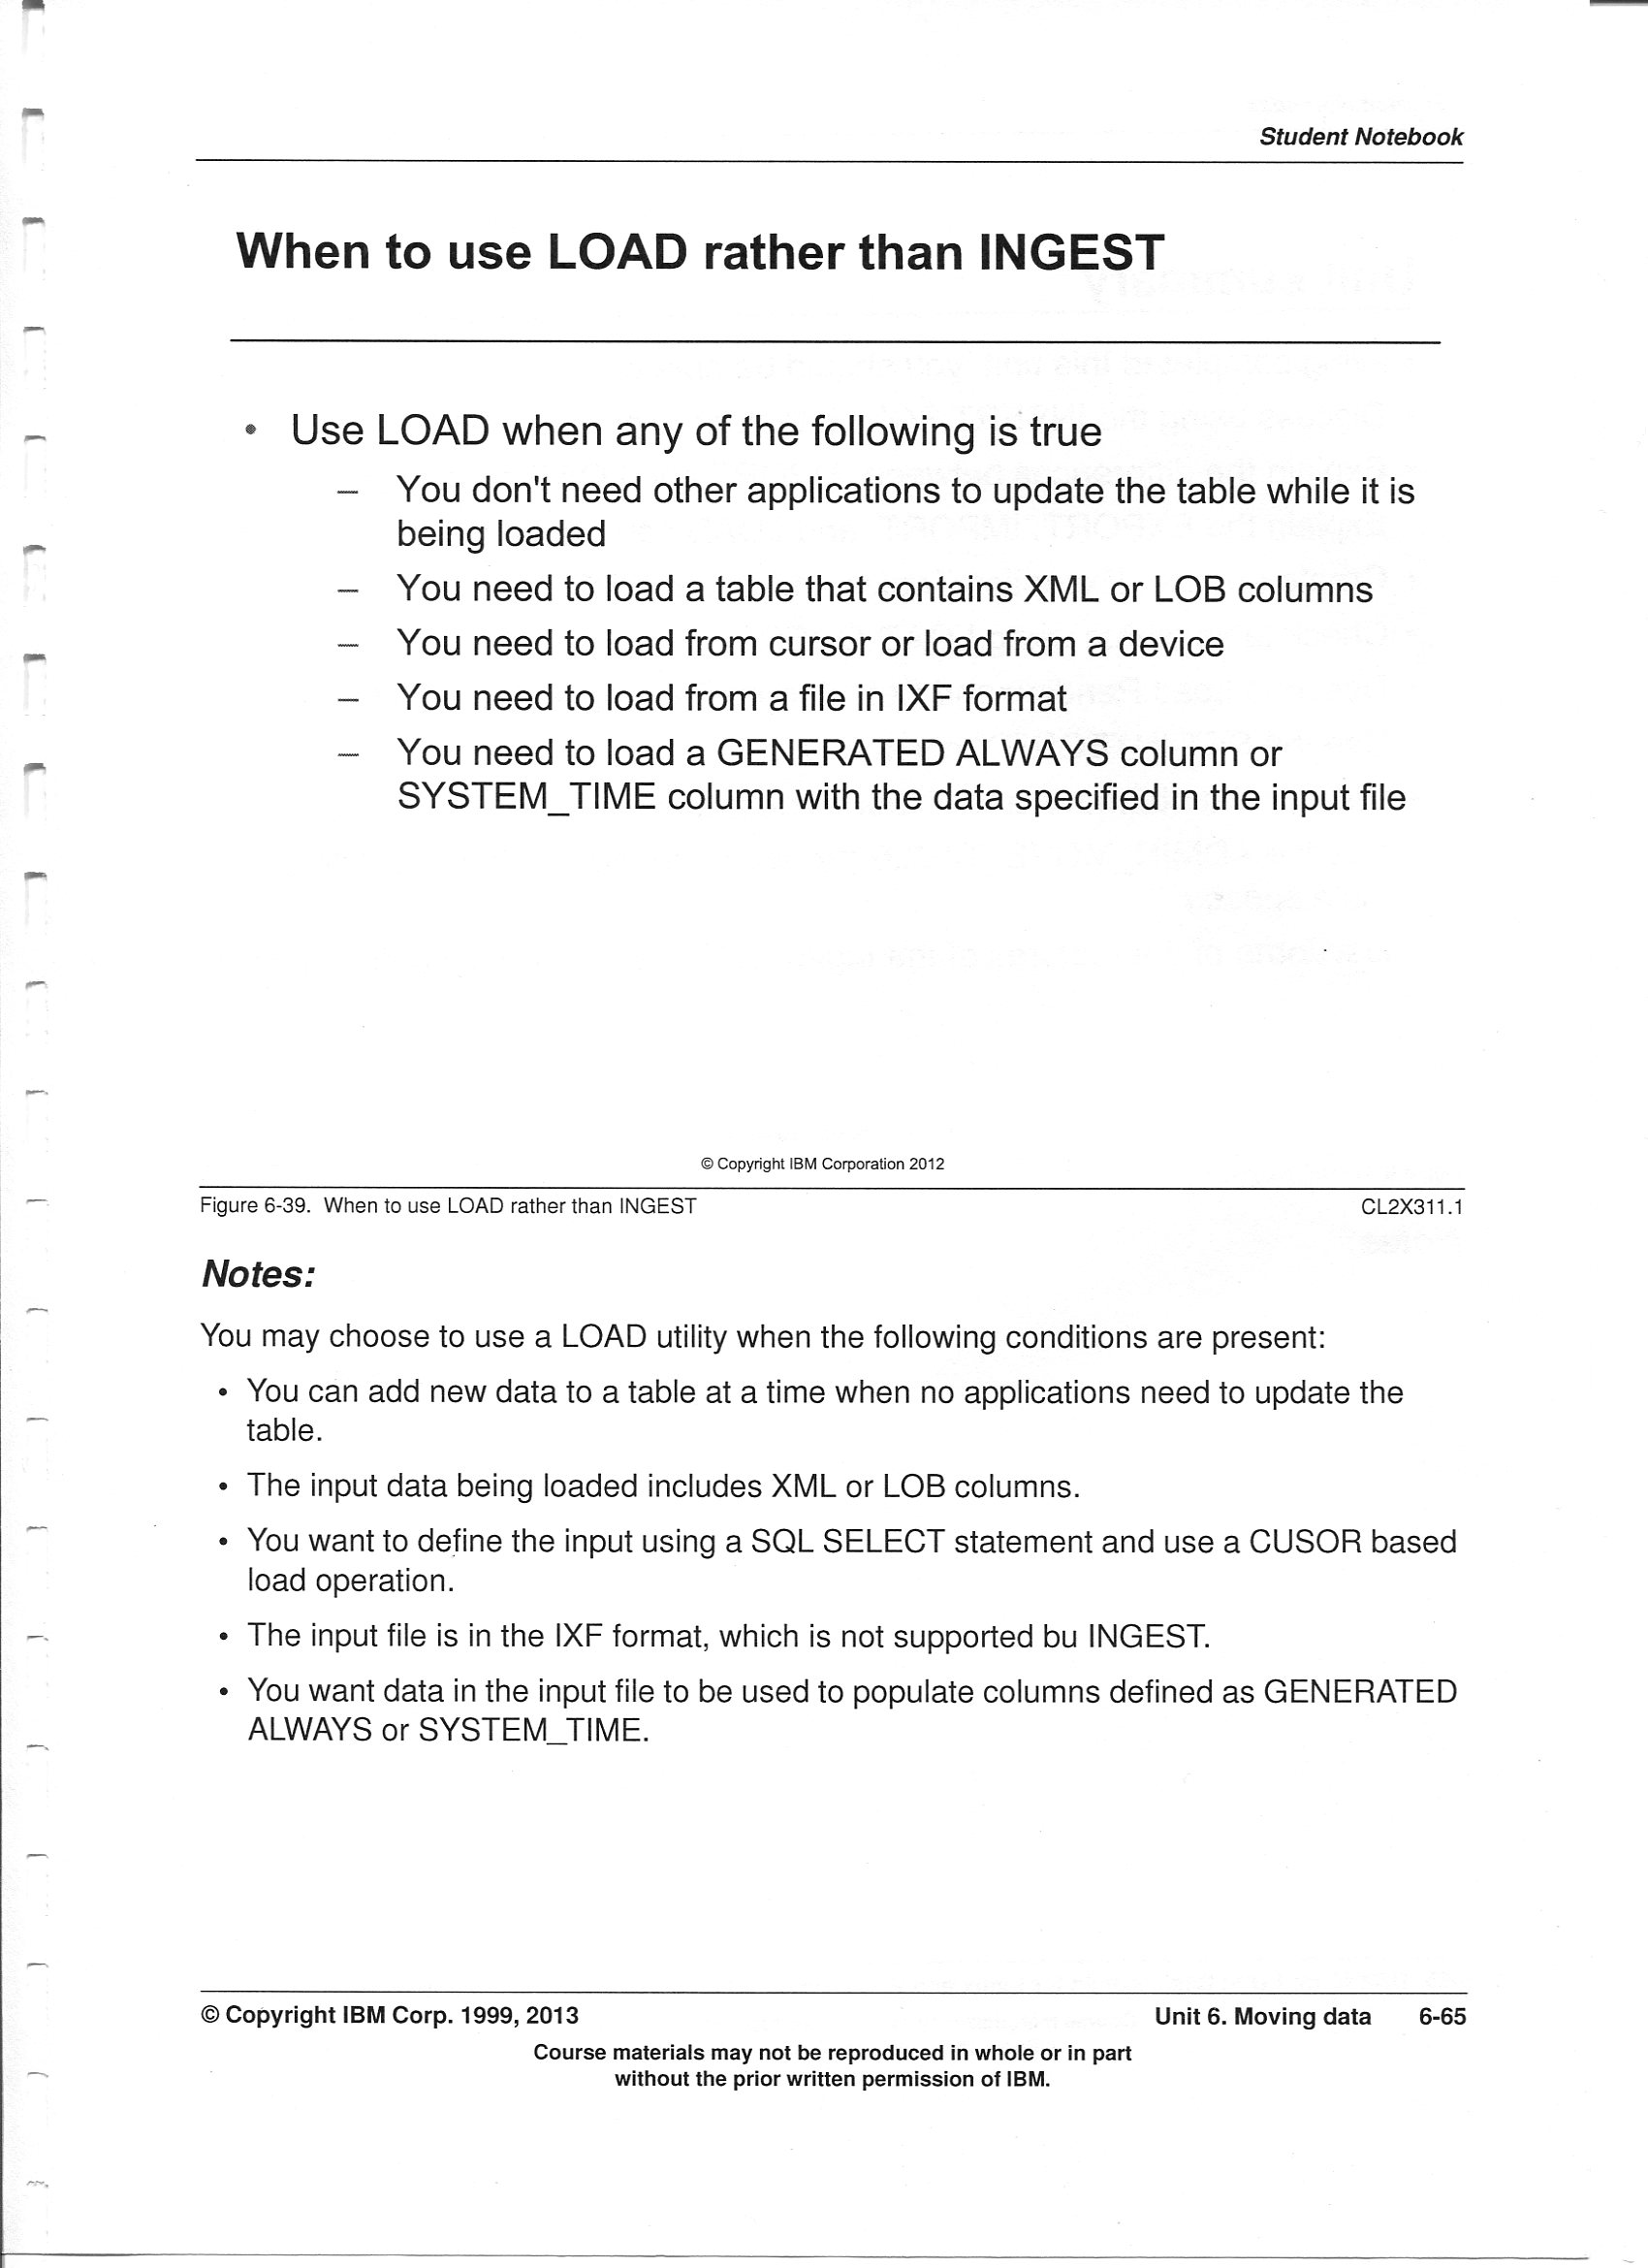 Student Notebook
When to use LOAD rather than INGEST
• Use LOAD when any of the following is true
– You don't need other applications to update the table while it is
being loaded
– You need to load a table that contains XML or LOB columns
– You need to load from cursor or load from a device
– You need to load from a file in IXF format
– You need to load a GENERATED ALWAYS column or
SYSTEM_TIME column with the data specified in the input file
© Copyright IBM Corporation 2012
Figure 6-39. When to use LOAD rather than INGEST CL2X311.1
Notes:
You may choose to use a LOAD utility when the following conditions are present:
• You can add new data to a table at a time when no applications need to update the
table.
• The input data being loaded includes XML or LOB columns.
• You want to define the input using a SQL SELECT statement and use a CUSOR based
load operation.
• The input file is in the IXF format, which is not supported bu INGEST.
• You want data in the input file to be used to populate columns defined as GENERATED
ALWAYS or SYSTEM_TIME.
© Copyright IBM Corp. 1999, 2013 Unit 6. Moving data 6-65
Course materials may not be reproduced in whole or in part
without the prior written permission of IBM.